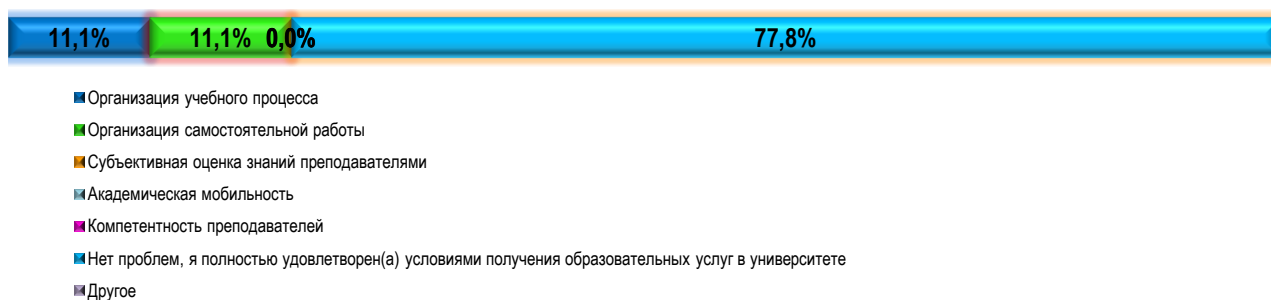 11,1% 11,1% 0,0% 77,8%
Организация учебного процесса
Организация самостоятельной работы
Субъективная оценка знаний преподавателями
Академическая мобильность
Компетентность преподавателей
Нет проблем, я полностью удовлетворен(а) условиями получения образовательных услуг в университете
Другое